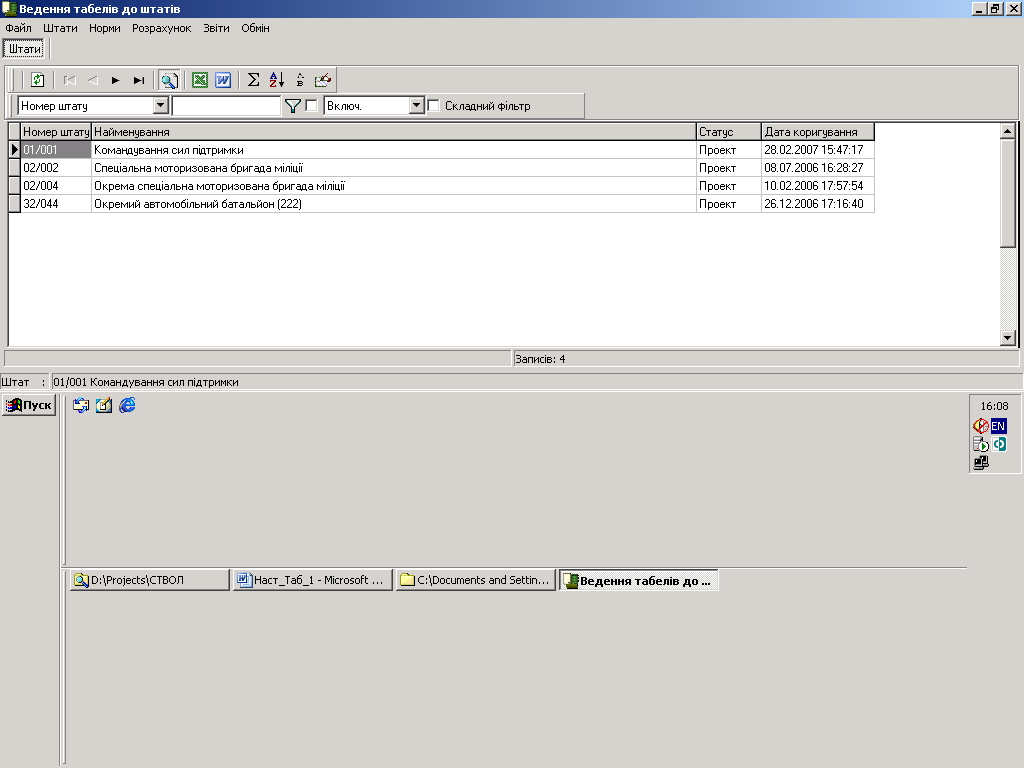 Ведення табелів до штатів
Файл Штати Норми Розрахунок Звіти Обмін
Штати
Номер штату Включ. Складний фільтр
Номер штату Найменування Статус Дата коригування
01/001 Командування сил підтримки Проект 28.02.2007 15:47:17
02/002 Спеціальна моторизована бригада міліції Проект 08.07.2006 16:28:27
02/004 Окрема спеціальна моторизована бригада міліції Проект 10.02.2006 17:57:54
32/044 Окремий автомобільний батальйон (222) Проект 26.12.2006 17:16:40
Записів: 4
Штат : 01/001 Командування сил підтримки
Пуск 16:08
EN
D:\Projects\СТВОЛ Наст_Таб_1 - Microsoft ... C:\Documents and Settin... Ведення табелів до ...